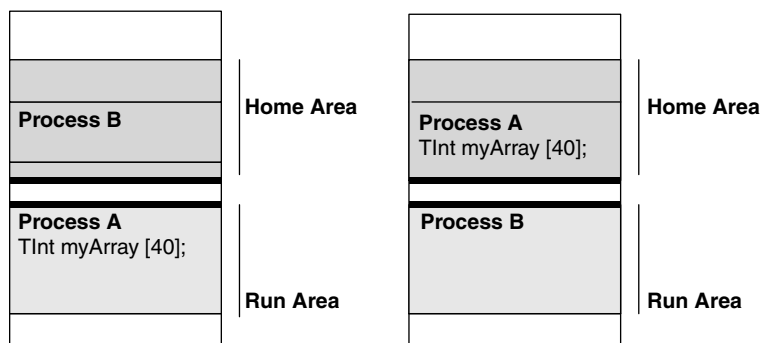 Process B
Home Area
Process A
TInt myArray [40];
Run Area
Process A
TInt myArray [40];
Home Area
Process B
Run Area